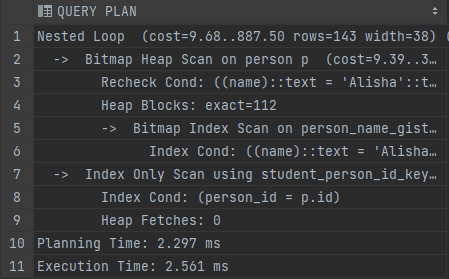 QUERY PLAN
1 Nested Loop (cost=9.68..887.50 rows=143 width=38) (
2 -> Bitmap Heap Scan on person p (cost=9.39..3…
3 Recheck Cond: ((name)::text = 'Alisha'::t…
4 Heap Blocks: exact=112
5 -> Bitmap Index Scan on person_name_gist…
6 Index Cond: ((name)::text = 'Alisha…
7 -> Index Only Scan using student_person_id_key…
8 Index Cond: (person_id = p.id)
9 Heap Fetches: 0
10 Planning Time: 2.297 ms
11 Execution Time: 2.561 ms